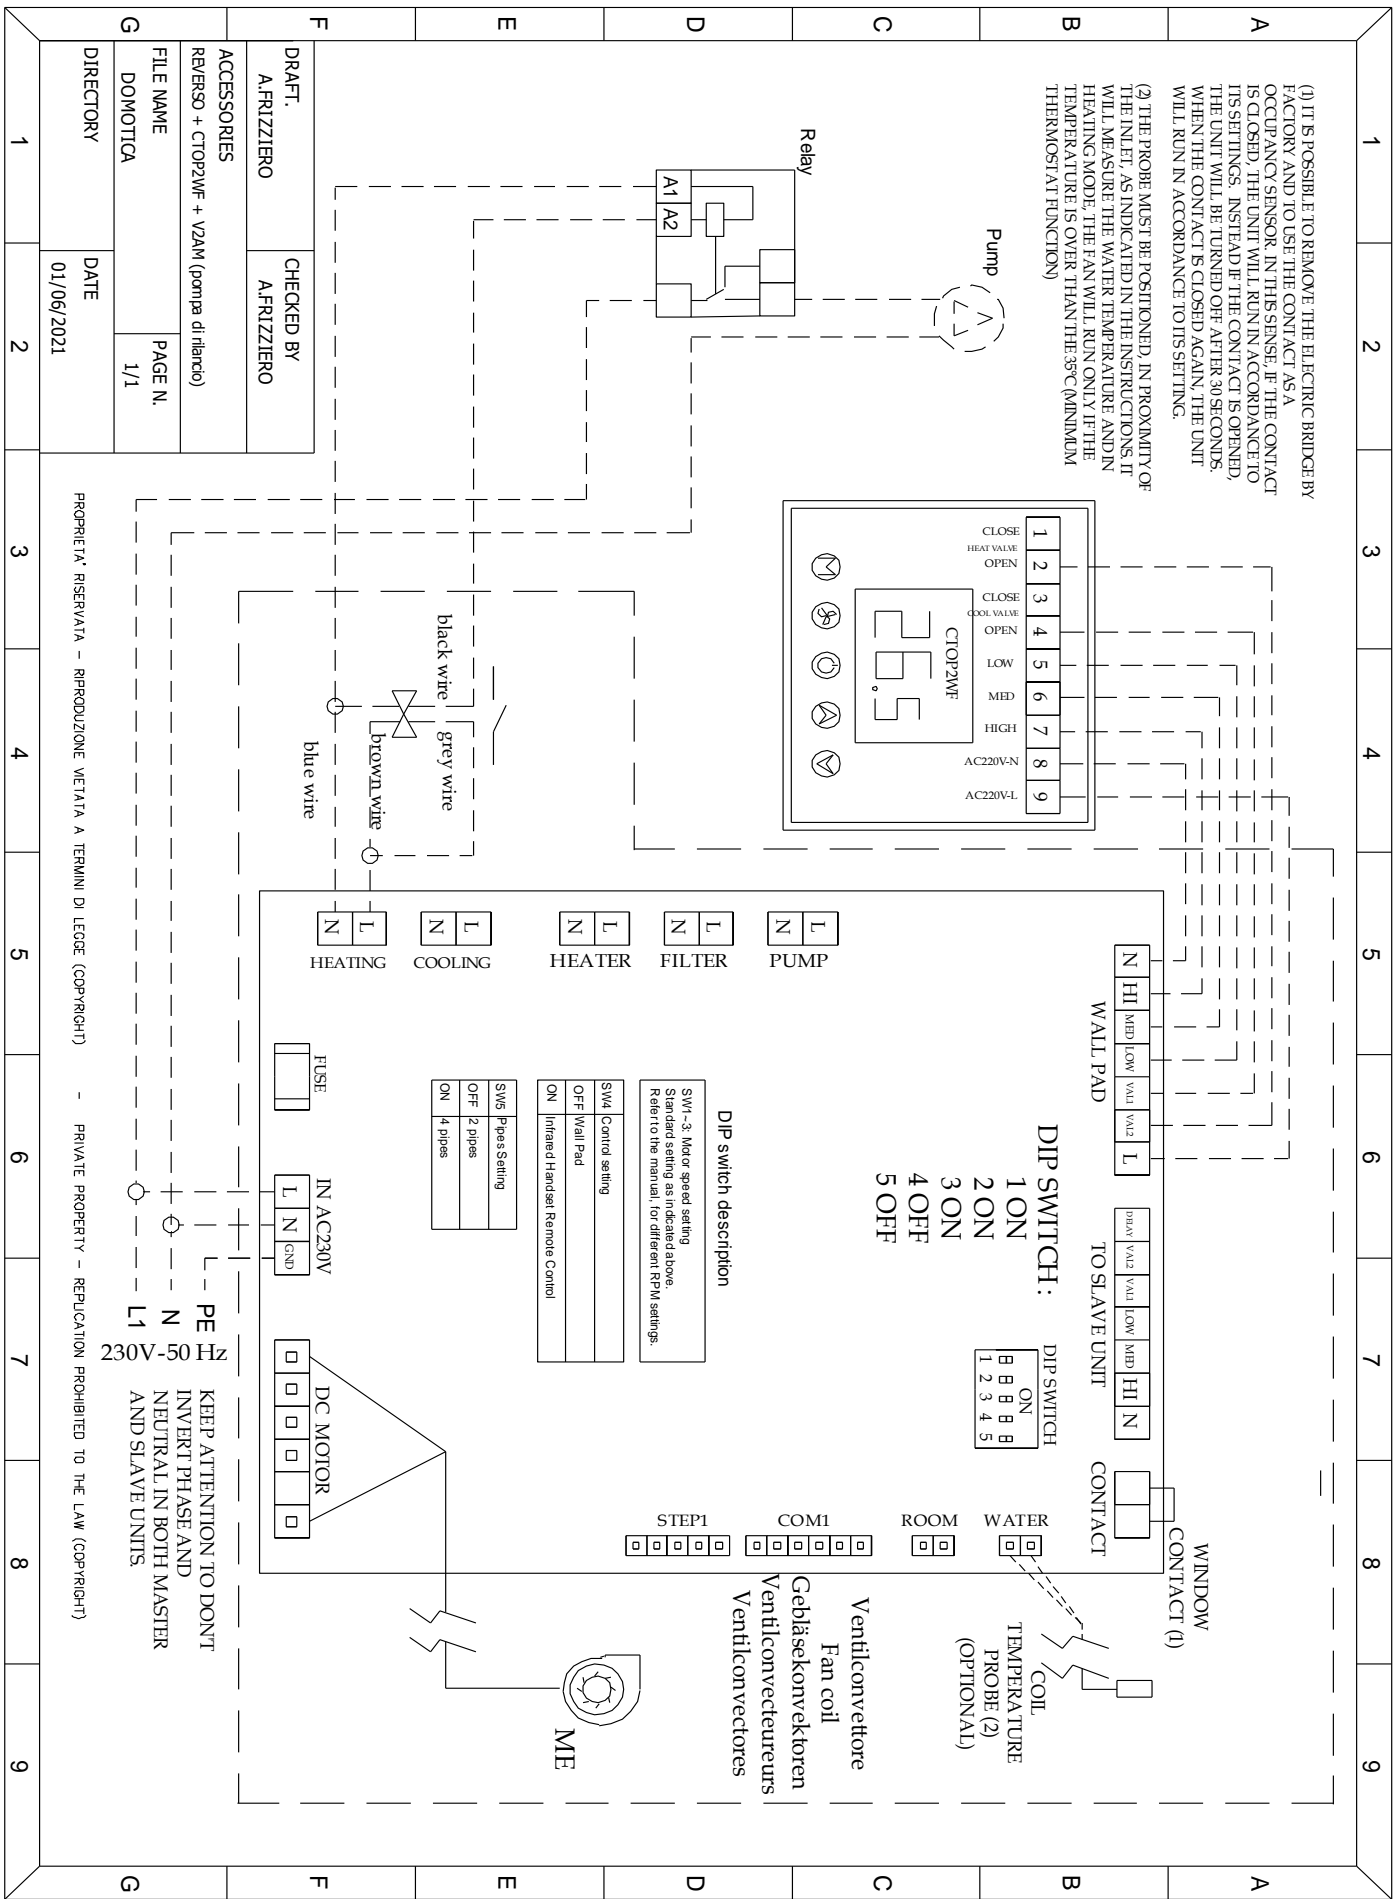 1 2 3 4 5 6 7 8 9
A
B
C
D
E
F
G
(1) IT IS POSSIBLE TO REMOVE THE ELECTRIC BRIDGE BY
FACTORY AND TO USE THE CONTACT AS A
OCCUPANCY SENSOR. IN THIS SENSE, IF THE CONTACT
IS CLOSED, THE UNIT WILL RUN IN ACCORDANCE TO
ITS SETTINGS. INSTEAD IF THE CONTACT IS OPENED,
THE UNIT WILL BE TURNED OFF AFTER 30 SECONDS.
WHEN THE CONTACT IS CLOSED AGAIN, THE UNIT
WILL RUN IN ACCORDANCE TO ITS SETTING.
(2) THE PROBE MUST BE POSITIONED, IN PROXIMITY OF
THE INLET, AS INDICATED IN THE INSTRUCTIONS. IT
WILL MEASURE THE WATER TEMPERATURE AND IN
HEATING MODE, THE FAN WILL RUN ONLY IF THE
TEMPERATURE IS OVER THAN THE 35°C (MINIMUM
THERMOSTAT FUNCTION)
Pump
Relay
A1 A2
1 2 3 4 5 6 7 8 9
CLOSE
HEAT VALVE
OPEN
CLOSE
COOL VALVE
OPEN
LOW
MED
HIGH
AC220V-N
AC220V-L
CTOP2WF
25.5
M
N HI MED LOW VAL1 VAL2 L
WALL PAD
DELAY VAL2 VAL1 LOW MED HI N
TO SLAVE UNIT
CONTACT
WINDOW
CONTACT (1)
DIP SWITCH :
1 ON
2 ON
3 ON
4 OFF
5 OFF
DIP SWITCH
ON
1 2 3 4 5
WATER
ROOM
COM1
STEP1
COIL
TEMPERATURE
PROBE (2)
(OPTIONAL)
Ventilconvettore
Fan coil
Gebläsekonvektoren
Ventilconvecteureurs
Ventilconvectores
ME
L
N
PUMP
L
N
FILTER
L
N
HEATER
L
N
COOLING
L
N
HEATING
DIP switch description
SW1~3: Motor speed setting
Standard setting as indicated above.
Refer to the manual, for different RPM settings.
SW4 Control setting
OFF Wall Pad
ON Infrared Handset Remote Control
SW5 Pipes Setting
OFF 2 pipes
ON 4 pipes
black wire
grey wire
brown wire
blue wire
FUSE
IN AC230V
L N GND
DC MOTOR
PE
N
L1
230V-50 Hz
KEEP ATTENTION TO DON'T
INVERT PHASE AND
NEUTRAL IN BOTH MASTER
AND SLAVE UNITS.
DRAFT.
A.FRIZZIERO
CHECKED BY
A.FRIZZIERO
ACCESSORIES
REVERSO + CTOP2WF + V2AM (pompa di rilancio)
FILE NAME
DOMOTICA
PAGE N.
1/1
DIRECTORY
DATE
01/06/2021
PROPRIETA' RISERVATA - RIPRODUZIONE VIETATA A TERMINI DI LEGGE (COPYRIGHT) - PRIVATE PROPERTY - REPLICATION PROHIBITED TO THE LAW (COPYRIGHT)
1 2 3 4 5 6 7 8 9
A
B
C
D
E
F
G